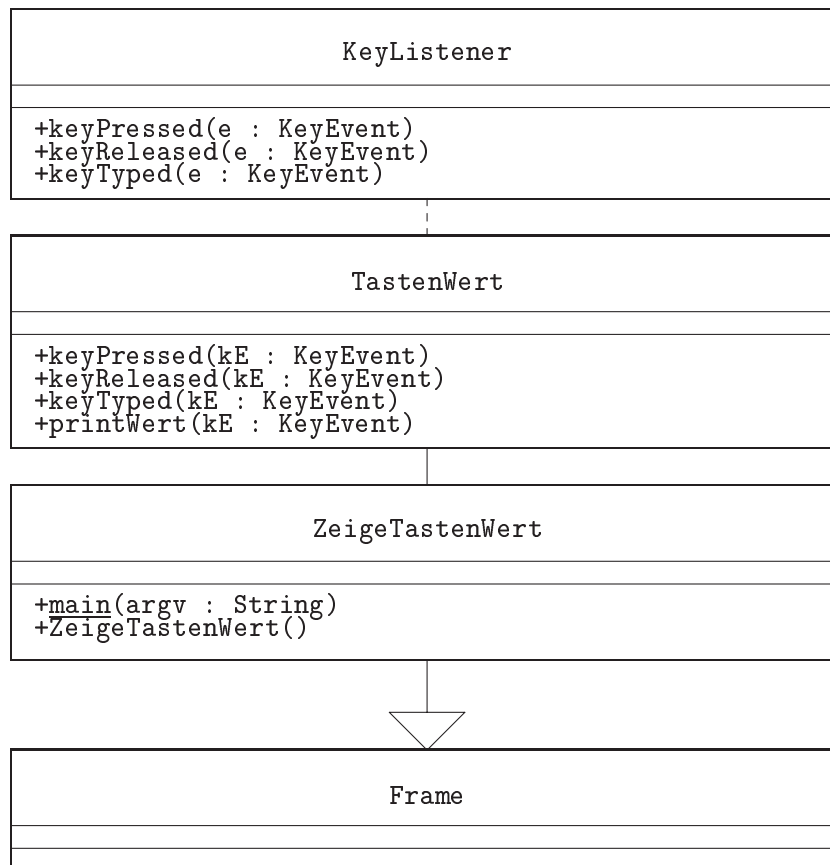 KeyListener
+keyPressed(e : KeyEvent)
+keyReleased(e : KeyEvent)
+keyTyped(e : KeyEvent)
TastenWert
+keyPressed(kE : KeyEvent)
+keyReleased(kE : KeyEvent)
+keyTyped(kE : KeyEvent)
+printWert(kE : KeyEvent)
ZeigeTastenWert
+main(argv : String)
+ZeigeTastenWert()
Frame